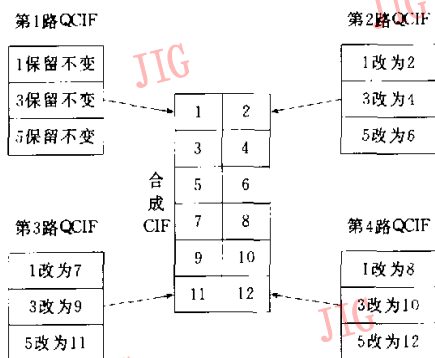 第1路QCIF
第2路QCIF
JIG
JIG
1保留不变
3保留不变
5保留不变
1改为2
3改为4
5改为6
合成CIF
1 2
3 4
5 6
7 8
9 10
11 12
第3路QCIF
第4路QCIF
1改为7
3改为9
5改为11
1改为8
3改为10
5改为12
JIG